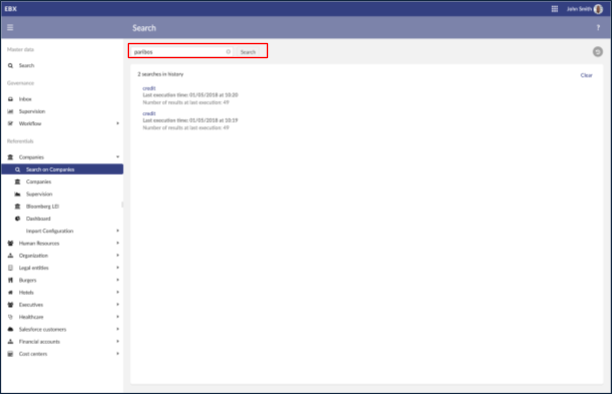 EBX
John Smith
Search
?
Master data
Search
Governance
Inbox
Supervision
Workflow
Referentials
Companies
Search on Companies
Companies
Supervision
Bloomberg LEI
Dashboard
Import Configuration
Human Resources
Organization
Legal entities
Burgers
Hotels
Executives
Healthcare
Salesforce customers
Financial accounts
Cost centers
Search
2 searches in history
Clear
credit
Last execution time: 01/05/2018 at 10:20
Number of results at last execution: 49
credit
Last execution time: 01/05/2018 at 10:19
Number of results at last execution: 49